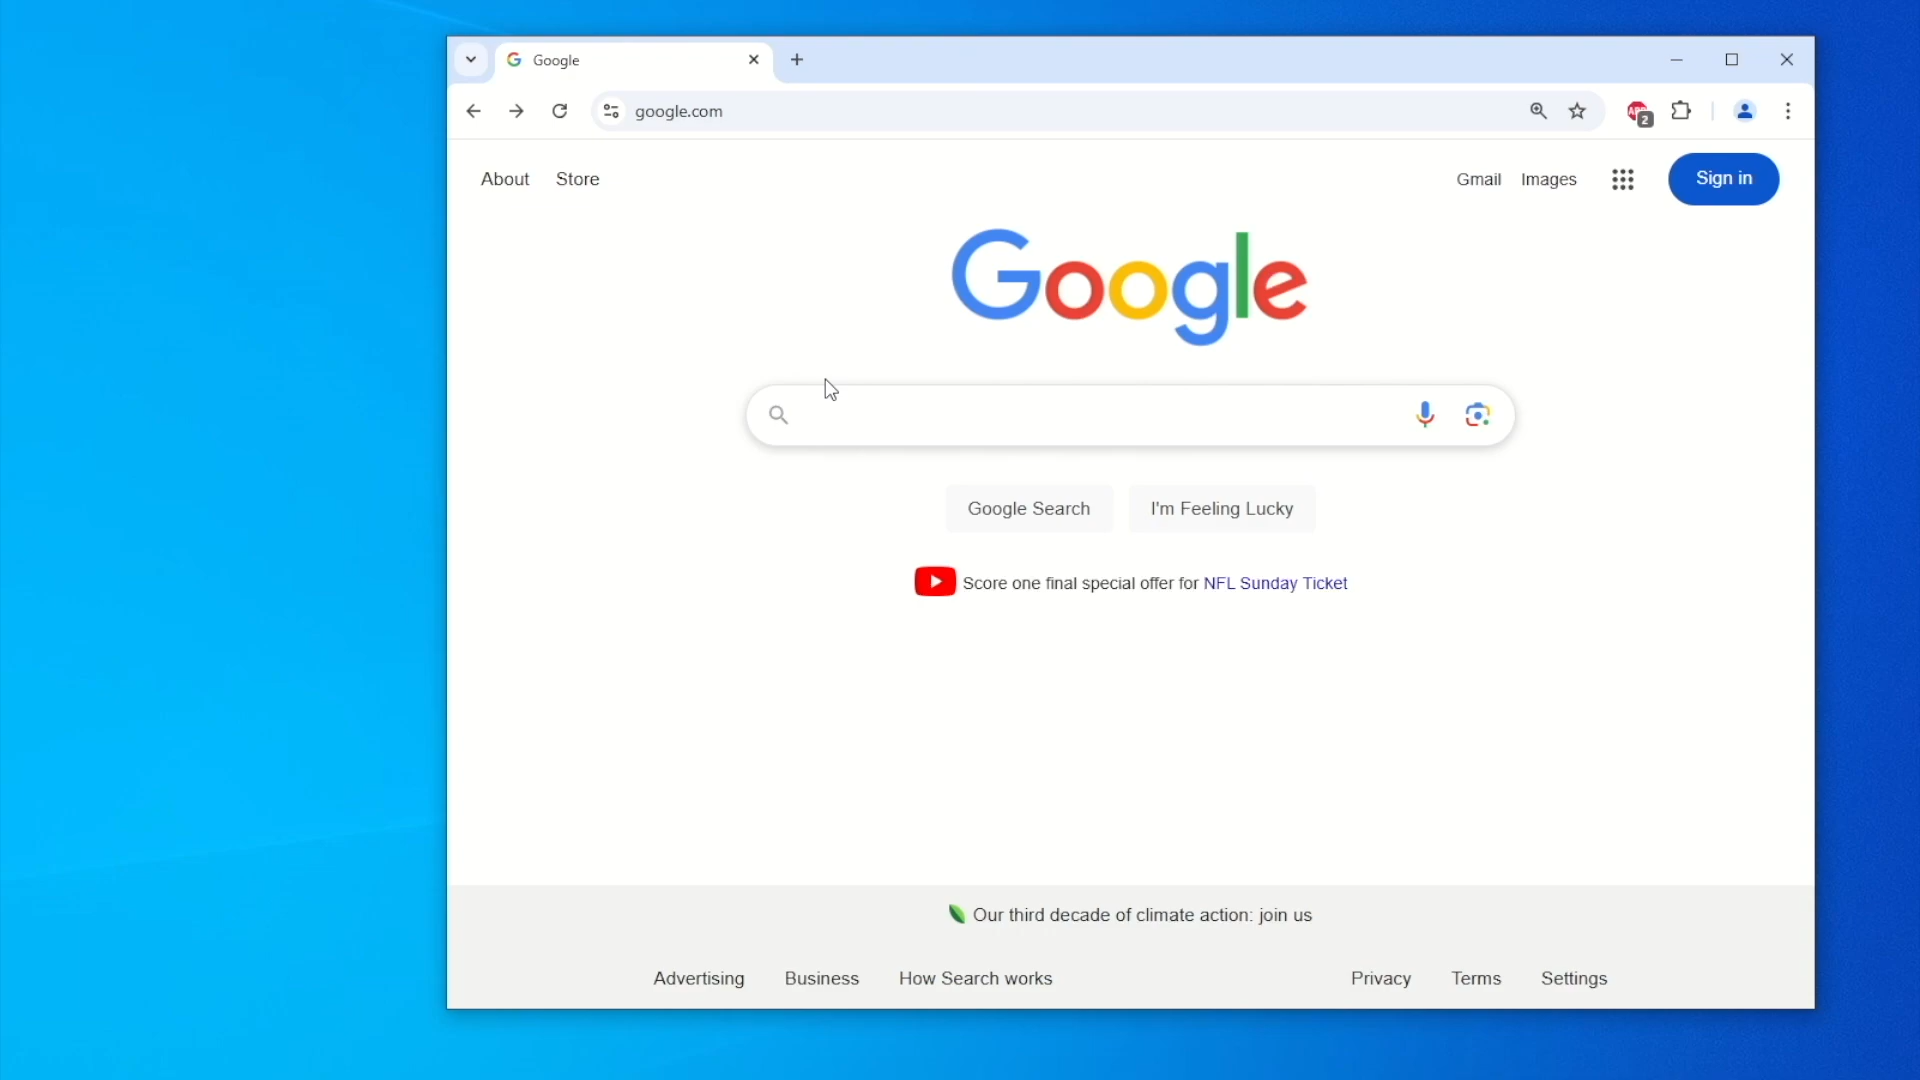 Google
google.com
2
About Store Gmail Images Sign in
Google
Google Search I'm Feeling Lucky
Score one final special offer for NFL Sunday Ticket
Our third decade of climate action: join us
Advertising Business How Search works Privacy Terms Settings